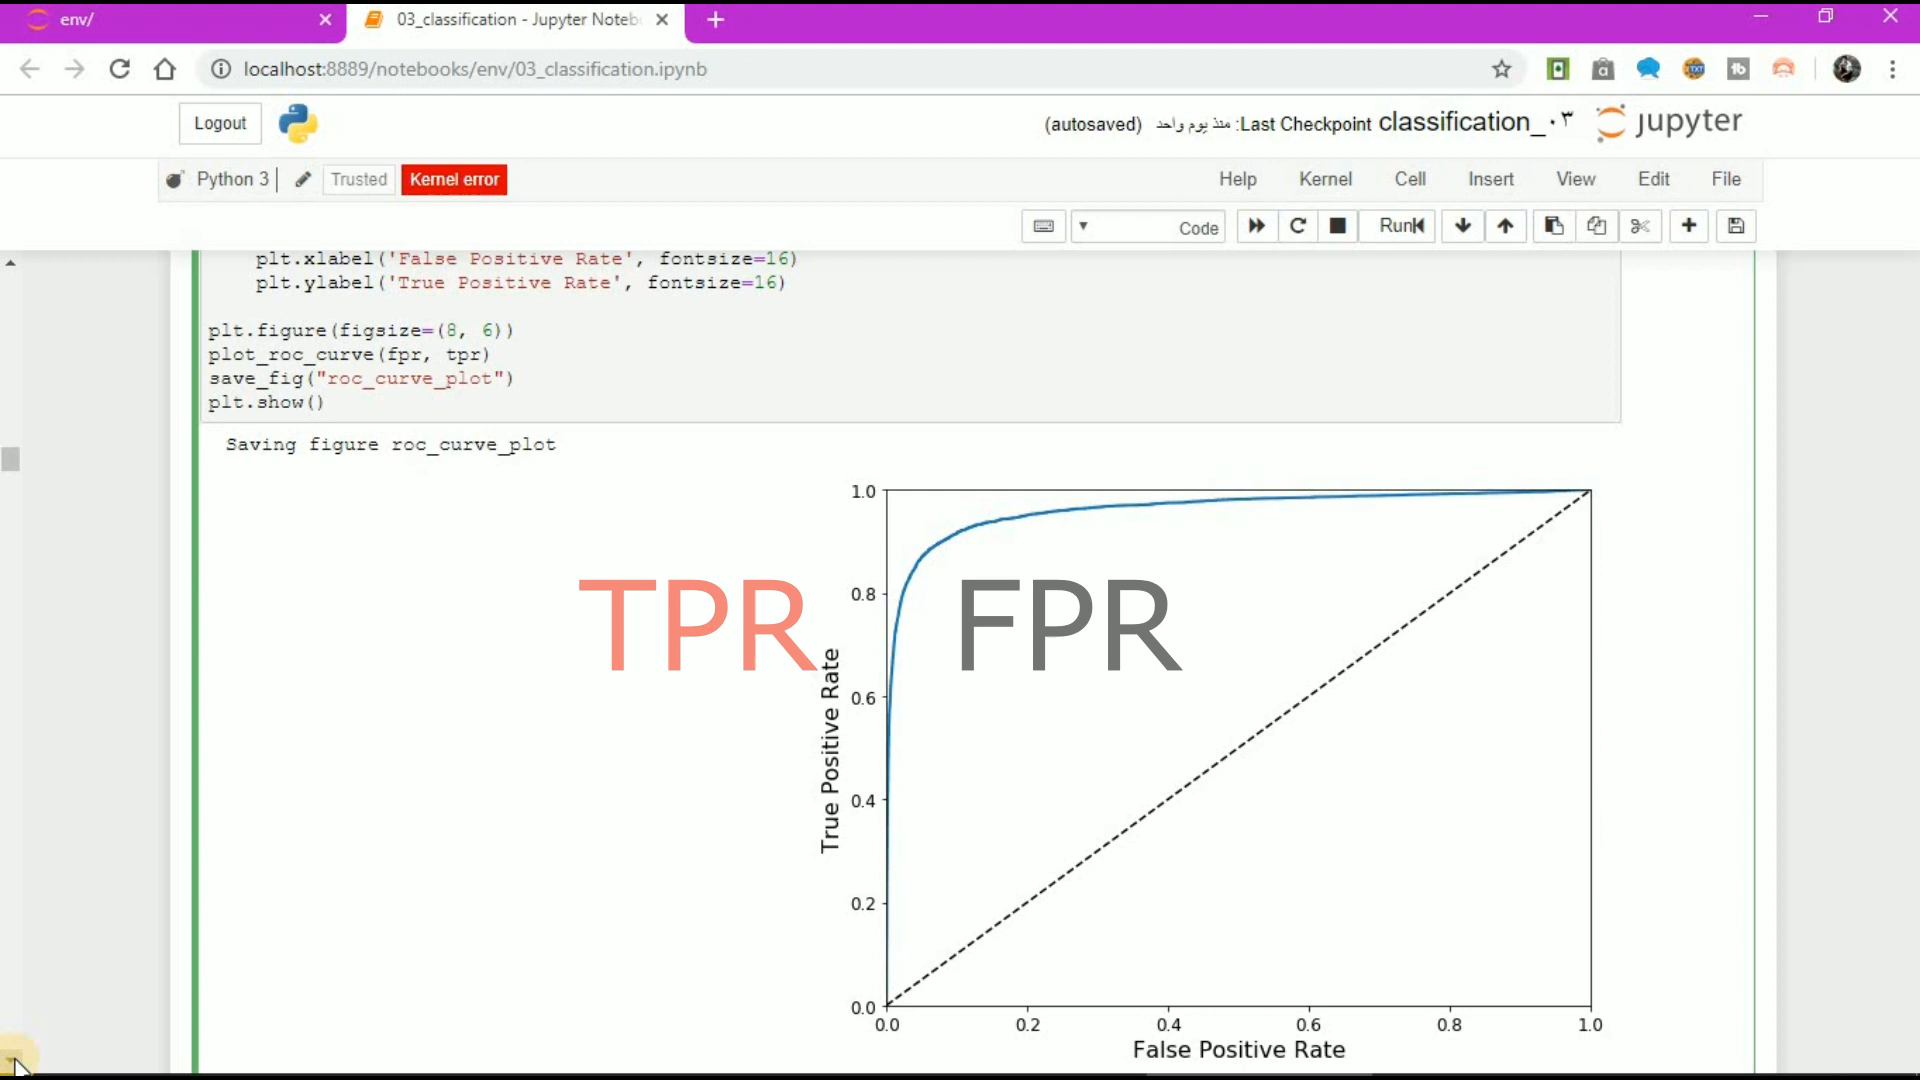 env/
03_classification - Jupyter Noteb
localhost:8889/notebooks/env/03_classification.ipynb
Logout
(autosaved) منذ يوم واحد :Last Checkpoint classification_٠٣ jupyter
Python 3 Trusted Kernel error Help Kernel Cell Insert View Edit File
Code Run
plt.xlabel('False Positive Rate', fontsize=16)
plt.ylabel('True Positive Rate', fontsize=16)
plt.figure(figsize=(8, 6))
plot_roc_curve(fpr, tpr)
save_fig("roc_curve_plot")
plt.show()
Saving figure roc_curve_plot
TPR FPR
True Positive Rate
1.0
0.8
0.6
0.4
0.2
0.0
0.0 0.2 0.4 0.6 0.8 1.0
False Positive Rate